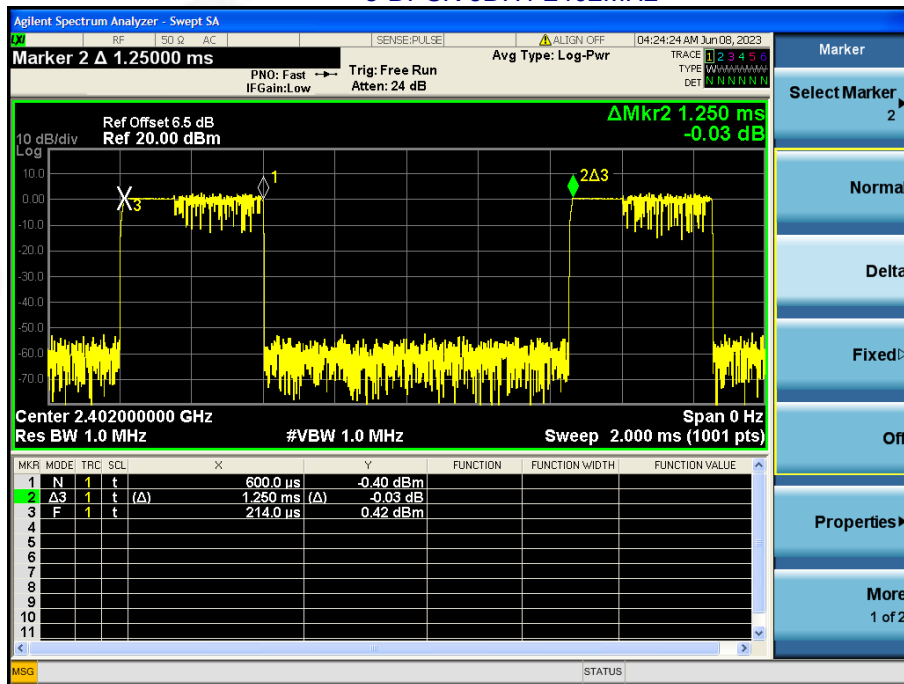 Agilent Spectrum Analyzer - Swept SA
LXI RF 50 Ω AC SENSE:PULSE ALIGN OFF 04:24:24 AM Jun 08, 2023
Marker 2 Δ 1.25000 ms
PNO: Fast
IFGain:Low
Trig: Free Run
Atten: 24 dB
Avg Type: Log-Pwr
TRACE 1 2 3 4 5 6
TYPE WWWWWW
DET N N N N N N
Ref Offset 6.5 dB
10 dB/div Ref 20.00 dBm
Log
ΔMkr2 1.250 ms
-0.03 dB
10.0
0.00
-10.0
-20.0
-30.0
-40.0
-50.0
-60.0
-70.0
3
1
2Δ3
Center 2.402000000 GHz Span 0 Hz
Res BW 1.0 MHz #VBW 1.0 MHz Sweep 2.000 ms (1001 pts)
MKR MODE TRC SCL X Y FUNCTION FUNCTION WIDTH FUNCTION VALUE
1 N 1 t 600.0 µs -0.40 dBm
2 Δ3 1 t (Δ) 1.250 ms (Δ) -0.03 dB
3 F 1 t 214.0 µs 0.42 dBm
4
5
6
7
8
9
10
11
MSG STATUS
Marker
Select Marker
2
Normal
Delta
Fixed
Off
Properties
More
1 of 2